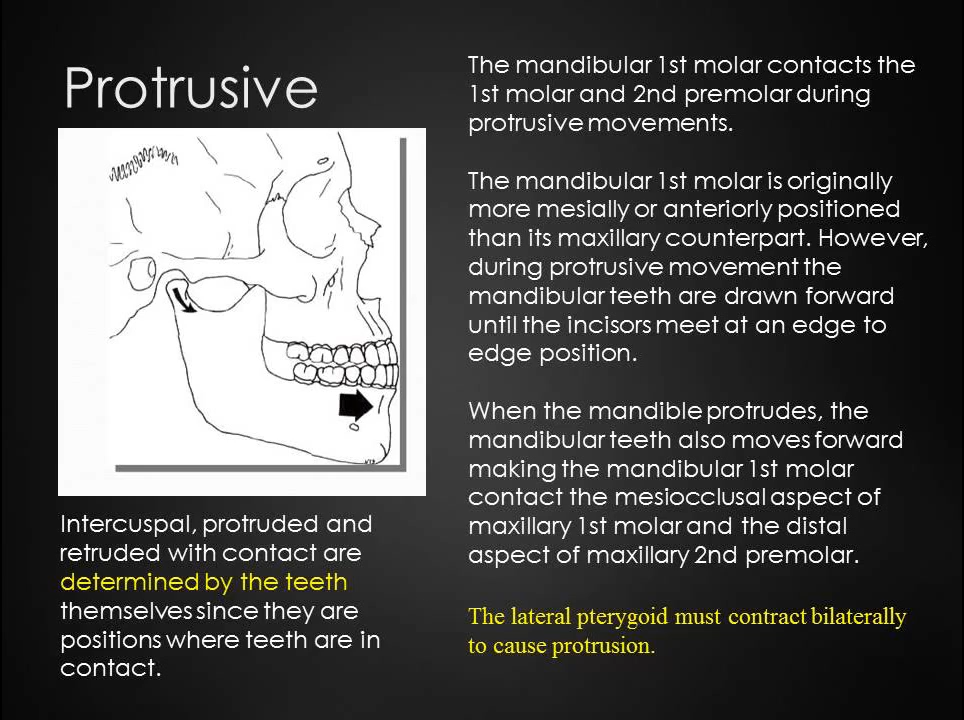 Protrusive
Intercuspal, protruded and
retruded with contact are
determined by the teeth
themselves since they are
positions where teeth are in
contact.
The mandibular 1st molar contacts the
1st molar and 2nd premolar during
protrusive movements.
The mandibular 1st molar is originally
more mesially or anteriorly positioned
than its maxillary counterpart. However,
during protrusive movement the
mandibular teeth are drawn forward
until the incisors meet at an edge to
edge position.
When the mandible protrudes, the
mandibular teeth also moves forward
making the mandibular 1st molar
contact the mesiocclusal aspect of
maxillary 1st molar and the distal
aspect of maxillary 2nd premolar.
The lateral pterygoid must contract bilaterally
to cause protrusion.